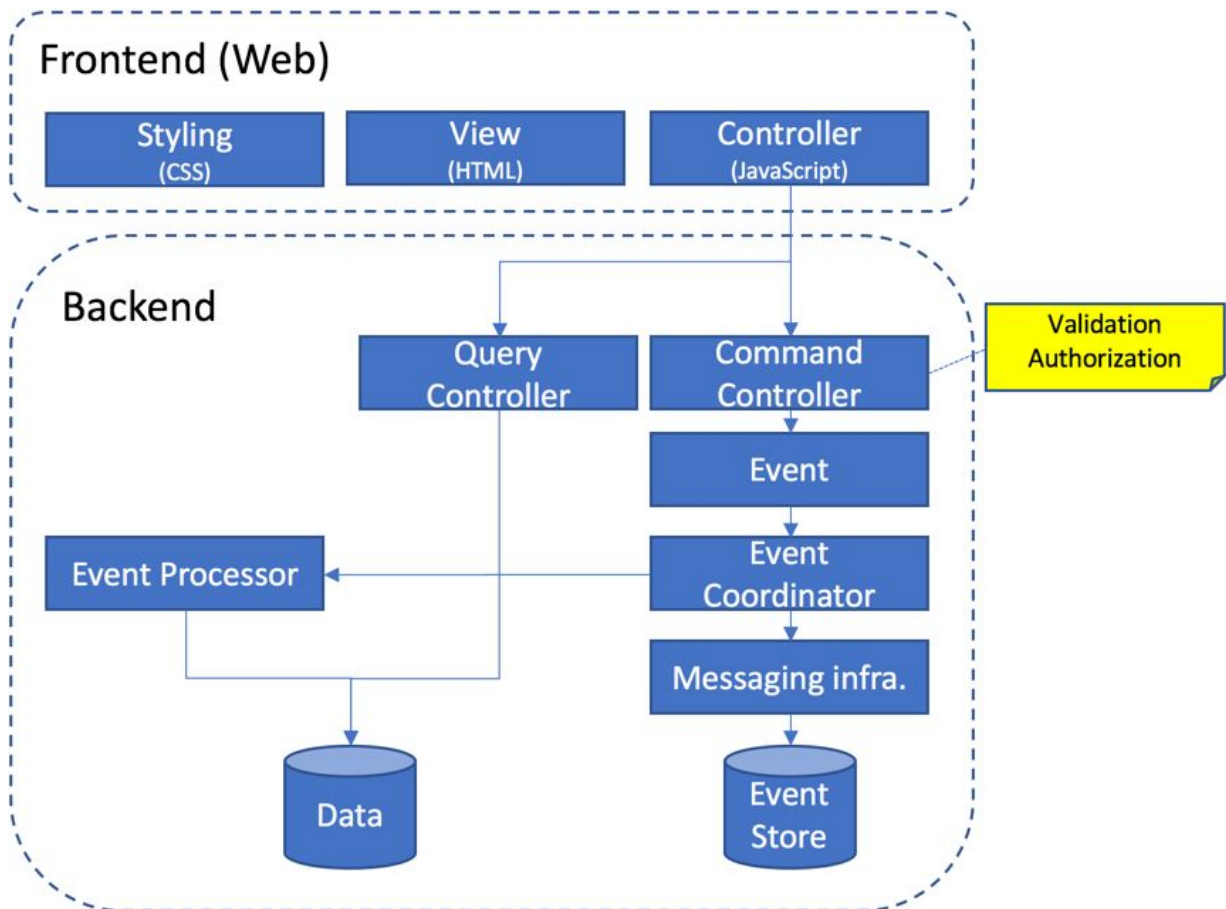 Frontend (Web)
Styling
(CSS)
View
(HTML)
Controller
(JavaScript)
Backend
Query
Controller
Command
Controller
Validation
Authorization
Event
Event Processor
Event
Coordinator
Messaging infra.
Data
Event
Store